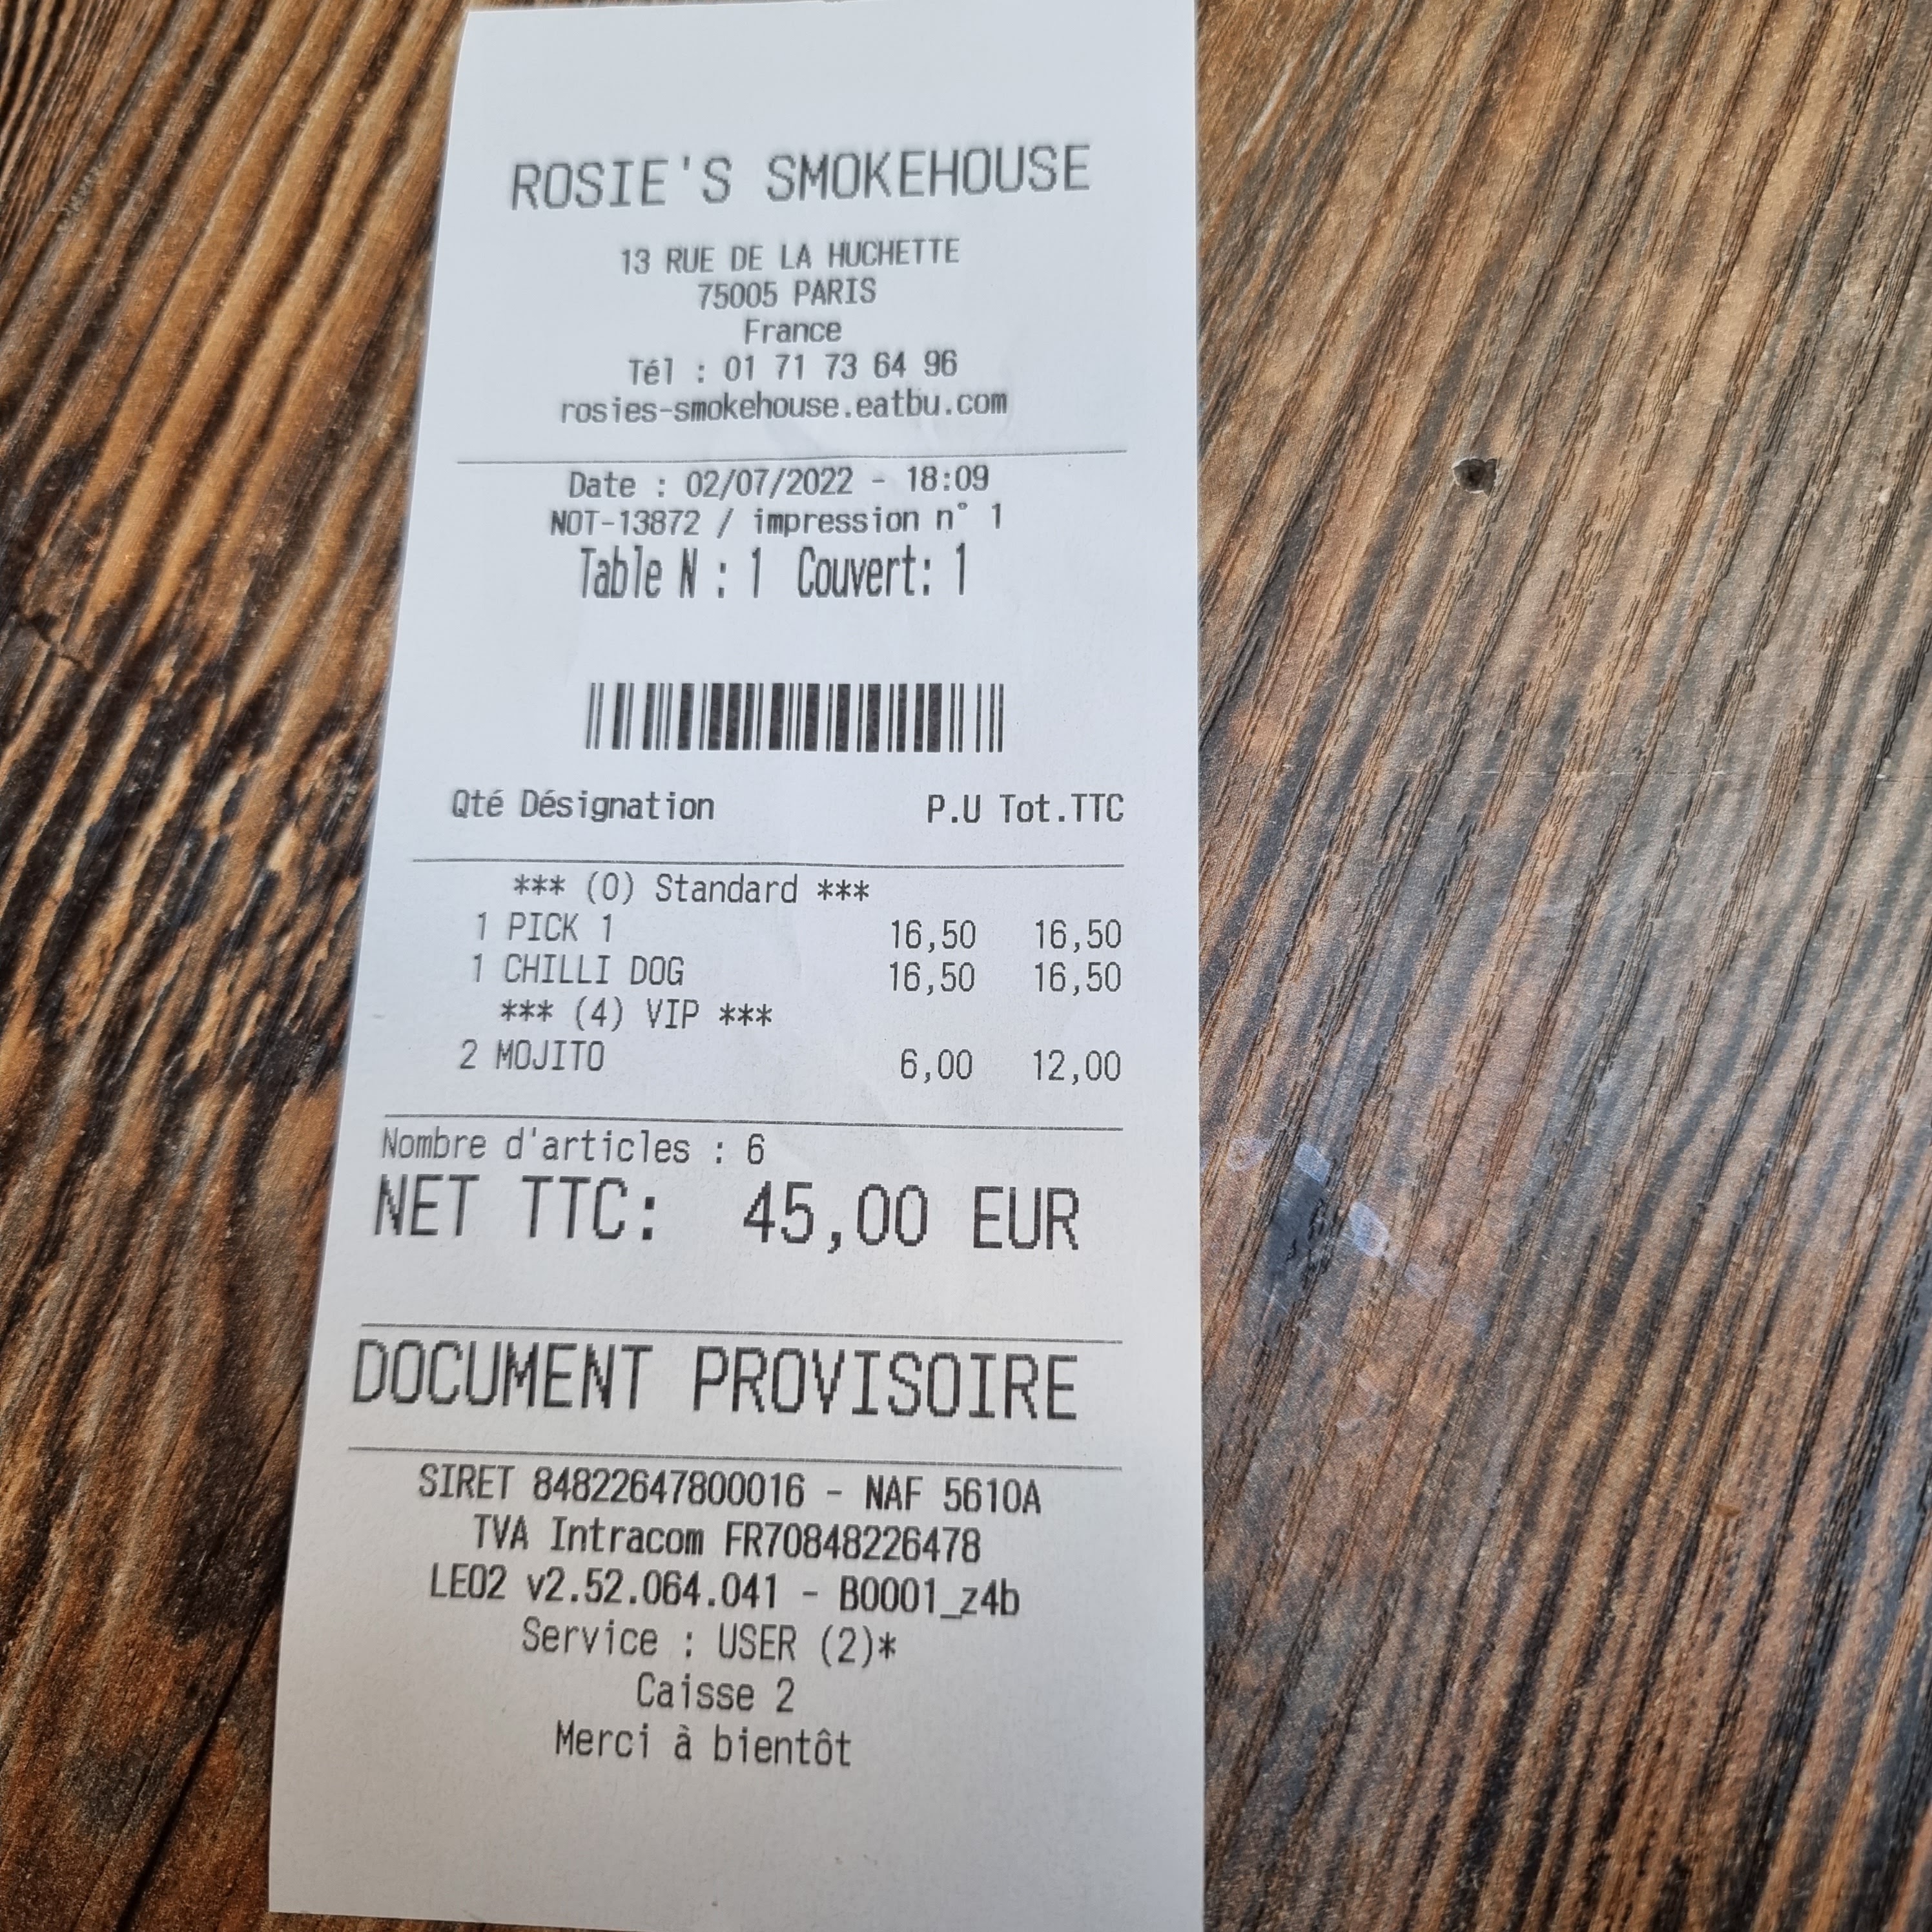 ROSIE'S SMOKEHOUSE
13 RUE DE LA HUCHETTE
75005 PARIS
France
Tél : 01 71 73 64 96
rosies-smokehouse.eatbu.com
Date : 02/07/2022 - 18:09
NOT-13872 / impression n° 1
Table N : 1 Couvert: 1
Qté Désignation P.U Tot.TTC
*** (0) Standard ***
1 PICK 1 16,50 16,50
1 CHILLI DOG 16,50 16,50
*** (4) VIP ***
2 MOJITO 6,00 12,00
Nombre d'articles : 6
NET TTC: 45,00 EUR
DOCUMENT PROVISOIRE
SIRET 84822647800016 - NAF 5610A
TVA Intracom FR70848226478
LEO2 v2.52.064.041 - B0001_z4b
Service : USER (2)*
Caisse 2
Merci à bientôt